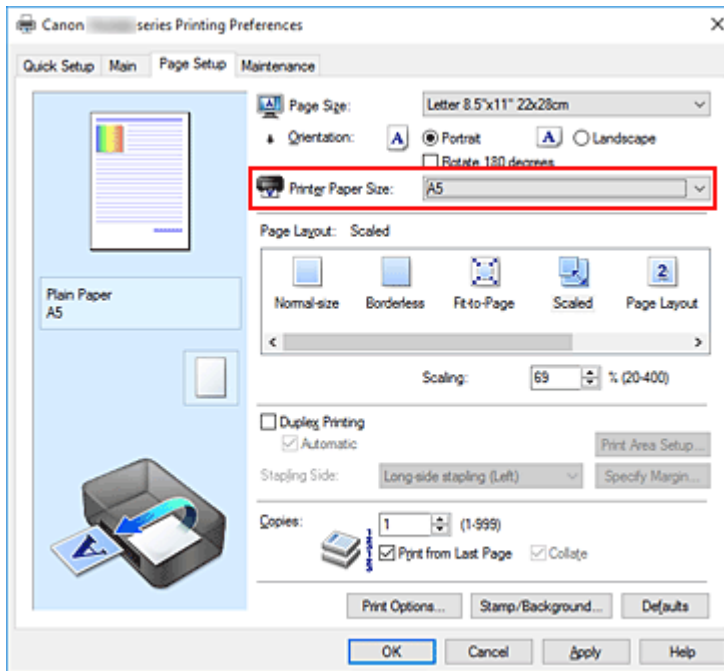 Canon series Printing Preferences
Quick Setup Main Page Setup Maintenance
Page Size: Letter 8.5"x11" 22x28cm
Orientation: A Portrait A Landscape
Rotate 180 degrees
Printer Paper Size: A5
Page Layout: Scaled
Normal-size Borderless Fit-to-Page Scaled Page Layout
Plain Paper
A5
Scaling: 69 % (20-400)
Duplex Printing
Automatic
Print Area Setup...
Stapling Side: Long-side stapling (Left) Specify Margin...
Copies: 1 (1-999)
Print from Last Page Collate
Print Options... Stamp/Background... Defaults
OK Cancel Apply Help